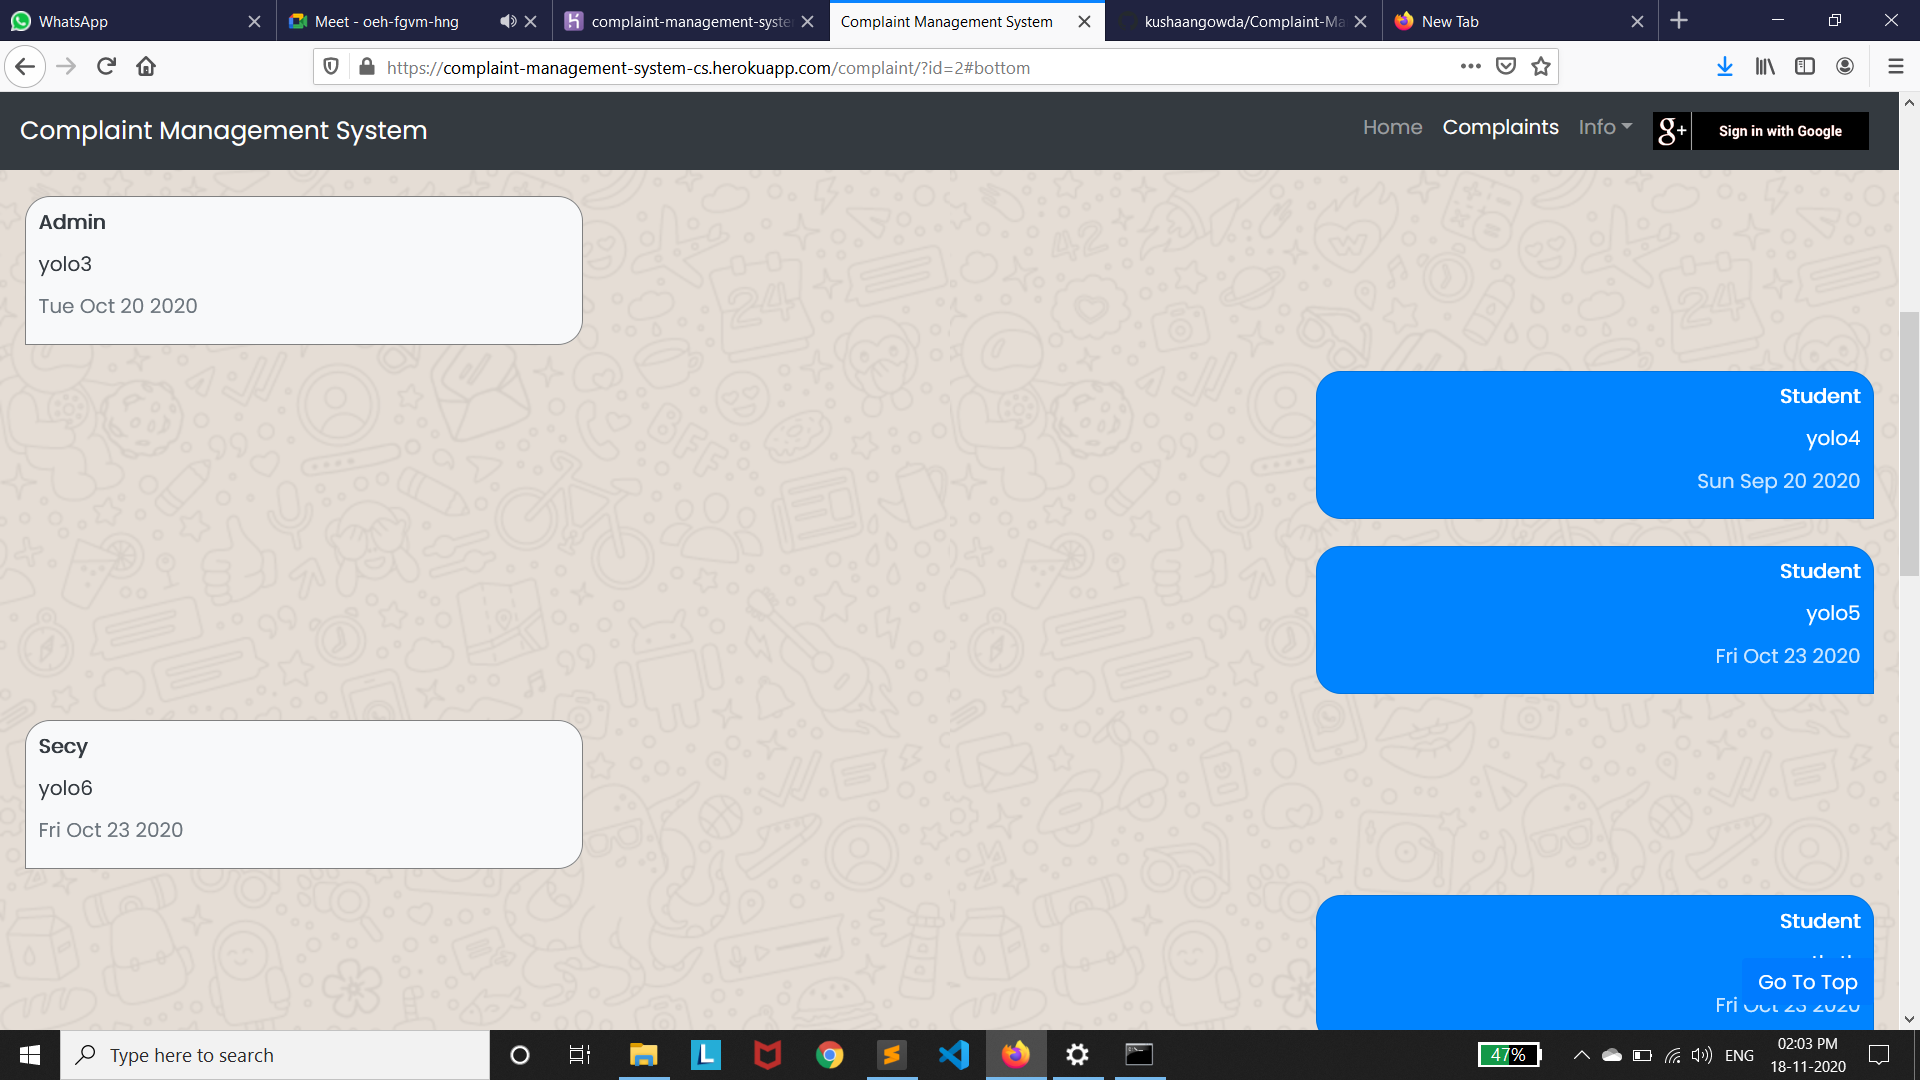 WhatsApp
Meet - oeh-fgvm-hng
complaint-management-syste
Complaint Management System
kushaangowda/Complaint-Ma
New Tab
https://complaint-management-system-cs.herokuapp.com/complaint/?id=2#bottom
Complaint Management System
Home
Complaints
Info
g+
Sign in with Google
Admin
yolo3
Tue Oct 20 2020
Student
yolo4
Sun Sep 20 2020
Student
yolo5
Fri Oct 23 2020
Secy
yolo6
Fri Oct 23 2020
Student
Go To Top
Fri Oct 23 2020
Type here to search
L
47%
ENG
02:03 PM
18-11-2020